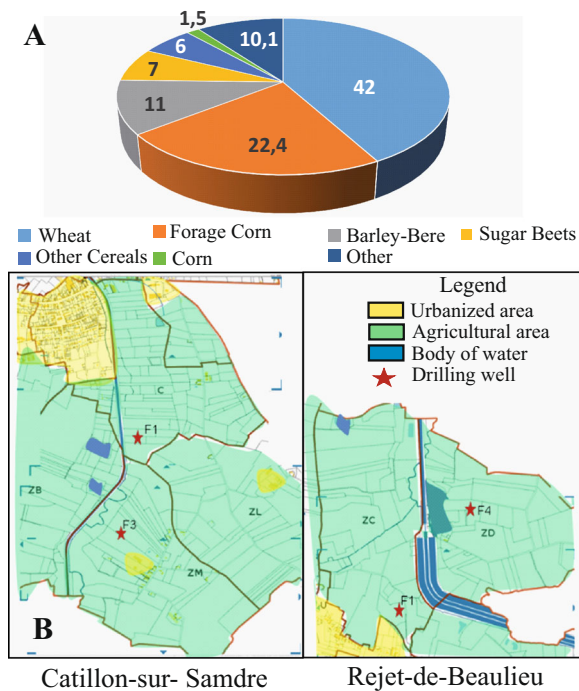 A
1,5
10,1
6
7
42
11
22,4
Wheat
Forage Corn
Barley-Bere
Sugar Beets
Other Cereals
Corn
Other
Legend
Urbanized area
Agricultural area
Body of water
Drilling well
C
F1
ZB
ZL
F3
ZM
ZC
F4
ZD
F1
B
Catillon-sur- Samdre
Rejet-de-Beaulieu